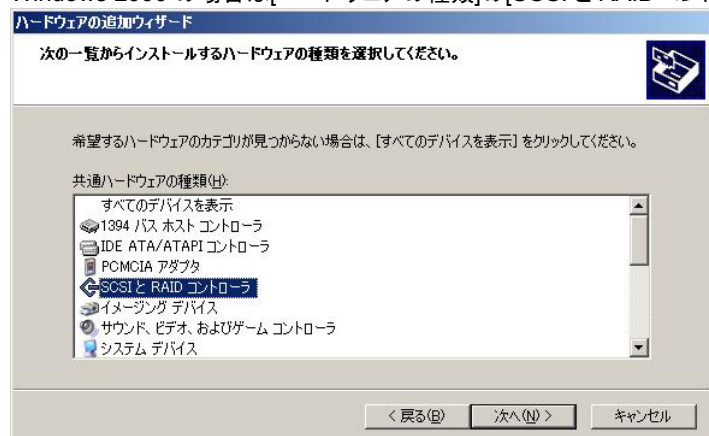 ハードウェアの追加ウィザード
次の一覧からインストールするハードウェアの種類を選択してください。
希望するハードウェアのカテゴリが見つからない場合は、[すべてのデバイスを表示] をクリックしてください。
共通ハードウェアの種類(H):
すべてのデバイスを表示
1394 バス ホスト コントローラ
IDE ATA/ATAPI コントローラ
PCMCIA アダプタ
SCSI と RAID コントローラ
イメージング デバイス
サウンド、ビデオ、およびゲーム コントローラ
システム デバイス
< 戻る(B) 次へ(N) > キャンセル